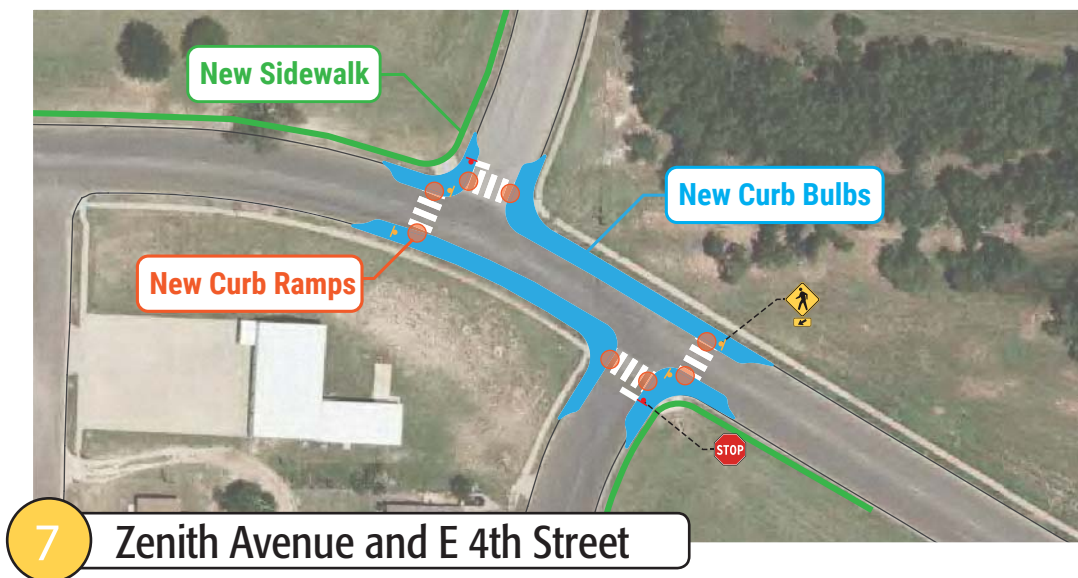 New Sidewalk
New Curb Bulbs
New Curb Ramps
STOP
7 Zenith Avenue and E 4th Street